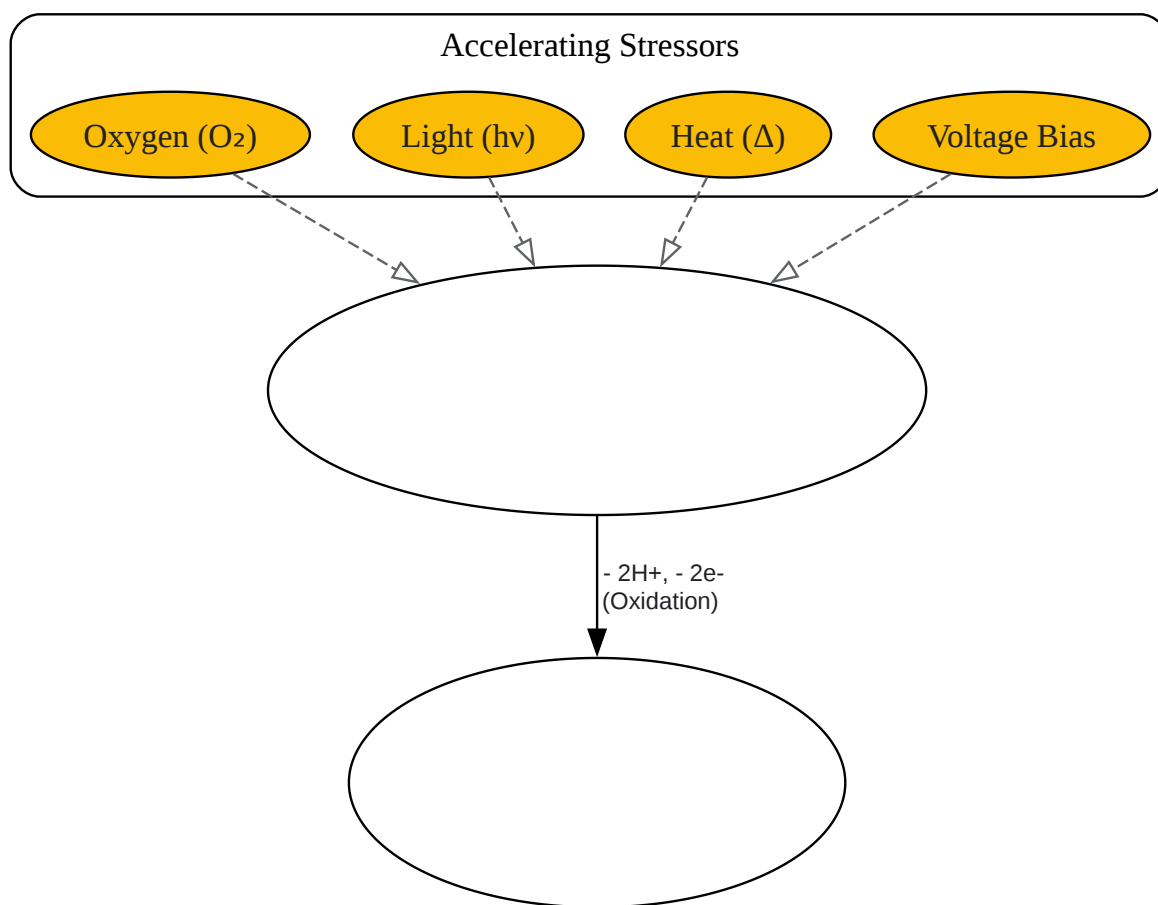 Accelerating Stressors
Oxygen (O₂)
Light (hν)
Heat (Δ)
Voltage Bias
- 2H+, - 2e-
(Oxidation)